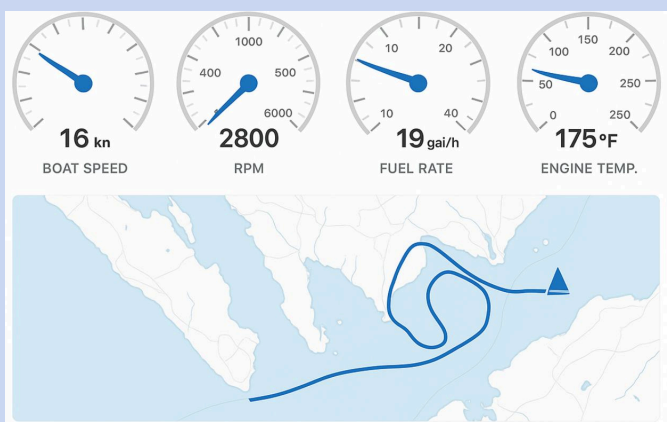 1000
400
500
6000
2800
RPM
16 kn
BOAT SPEED
10
20
10
40
19 gai/h
FUEL RATE
50
100
150
200
250
0
250
175°F
ENGINE TEMP.